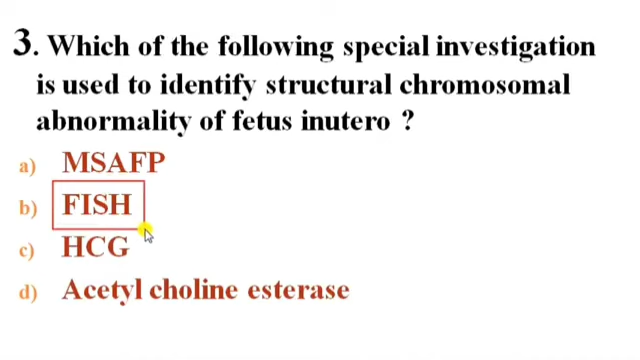 3. Which of the following special investigation
is used to identify structural chromosomal
abnormality of fetus inutero ?
a) MSAFP
b) FISH
c) HCG
d) Acetyl choline esterase